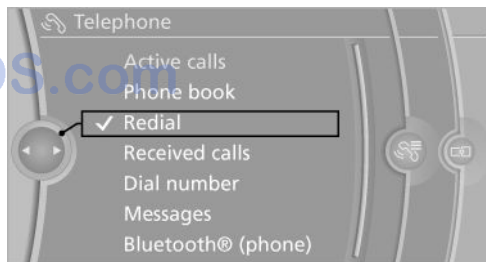 Telephone
Active calls
Phone book
Redial
Received calls
Dial number
Messages
Bluetooth® (phone)